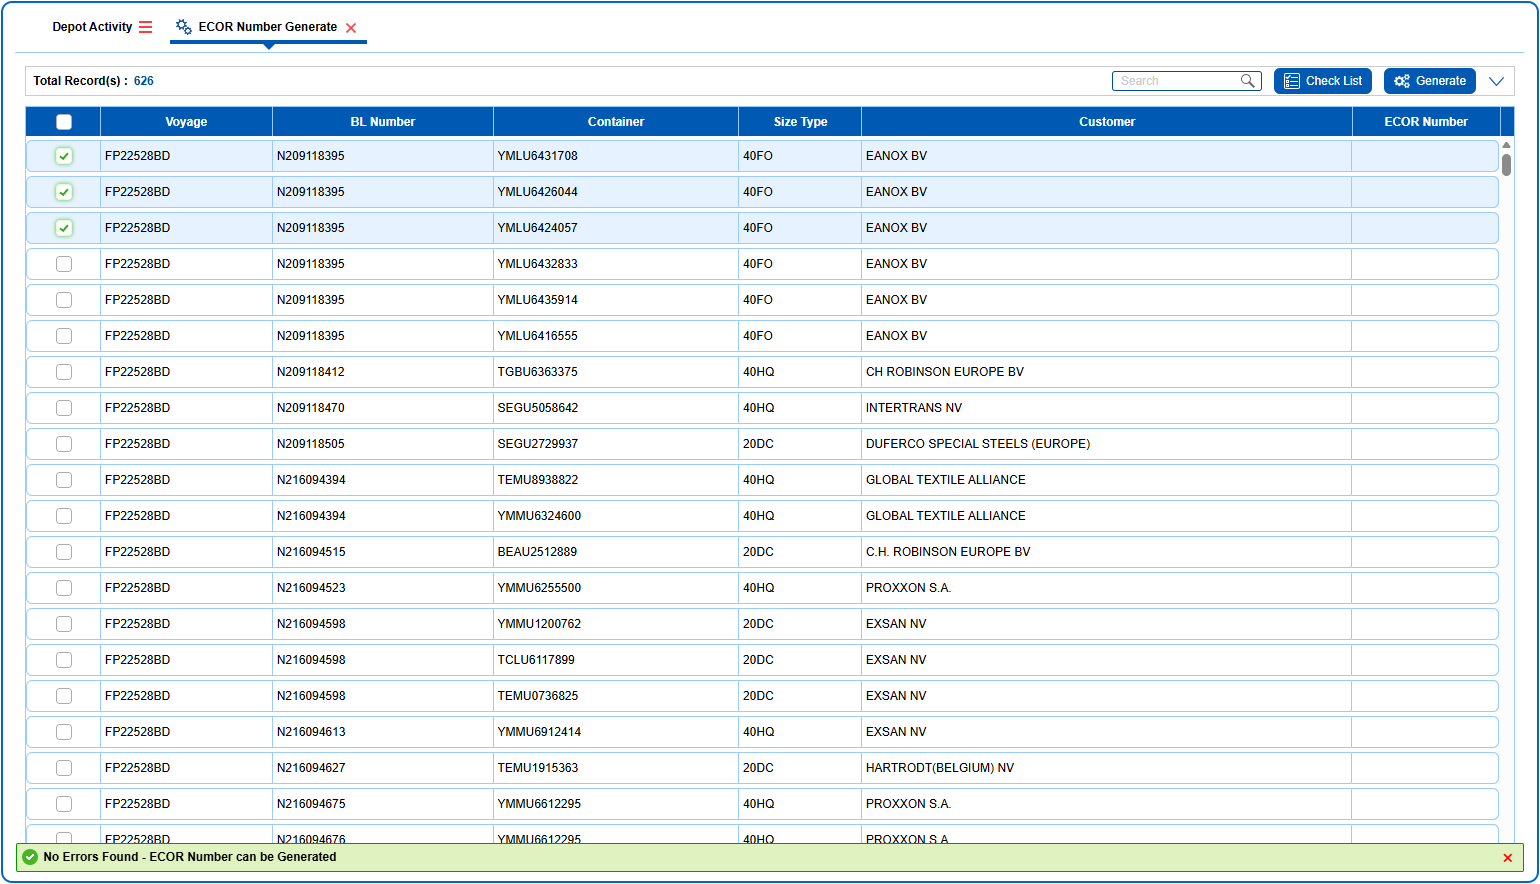 Depot Activity ECOR Number Generate
Total Record(s) : 626 Search Check List Generate
Voyage BL Number Container Size Type Customer ECOR Number
FP22528BD N209118395 YMLU6431708 40FO EANOX BV
FP22528BD N209118395 YMLU6426044 40FO EANOX BV
FP22528BD N209118395 YMLU6424057 40FO EANOX BV
FP22528BD N209118395 YMLU6432833 40FO EANOX BV
FP22528BD N209118395 YMLU6435914 40FO EANOX BV
FP22528BD N209118395 YMLU6416555 40FO EANOX BV
FP22528BD N209118412 TGBU6363375 40HQ CH ROBINSON EUROPE BV
FP22528BD N209118470 SEGU5058642 40HQ INTERTRANS NV
FP22528BD N209118505 SEGU2729937 20DC DUFERCO SPECIAL STEELS (EUROPE)
FP22528BD N216094394 TEMU8938822 40HQ GLOBAL TEXTILE ALLIANCE
FP22528BD N216094394 YMMU6324600 40HQ GLOBAL TEXTILE ALLIANCE
FP22528BD N216094515 BEAU2512889 20DC C.H. ROBINSON EUROPE BV
FP22528BD N216094523 YMMU6255500 40HQ PROXXON S.A.
FP22528BD N216094598 YMMU1200762 20DC EXSAN NV
FP22528BD N216094598 TCLU6117899 20DC EXSAN NV
FP22528BD N216094598 TEMU0736825 20DC EXSAN NV
FP22528BD N216094613 YMMU6912414 40HQ EXSAN NV
FP22528BD N216094627 TEMU1915363 20DC HARTRODT(BELGIUM) NV
FP22528BD N216094675 YMMU6612295 40HQ PROXXON S.A.
FP22528BD N216094676 YMMU6612295 40HQ PROXXON S.A.
No Errors Found - ECOR Number can be Generated